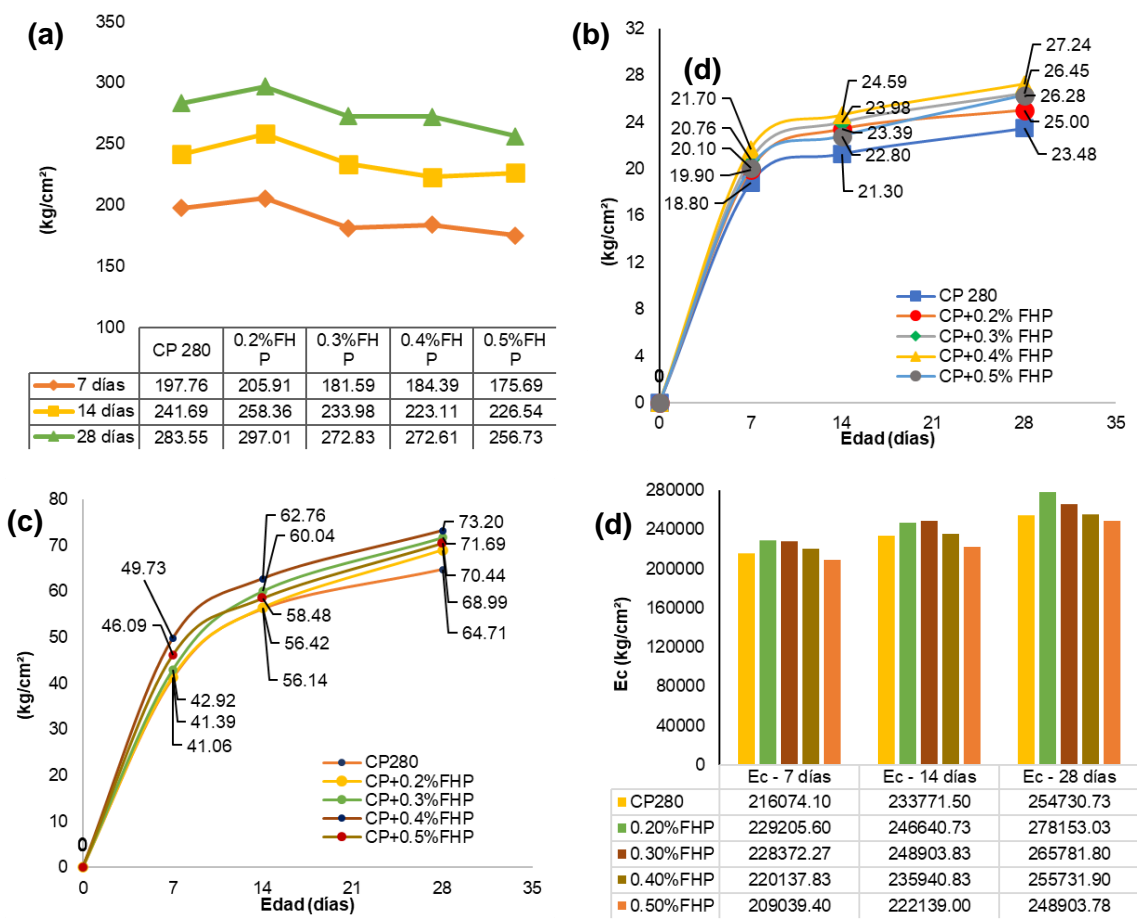 (a)
350
300
250
200
150
100
(kg/cm²)
CP 280 0.2%FH P 0.3%FH P 0.4%FH P 0.5%FH P
7 días 197.76 205.91 181.59 184.39 175.69
14 días 241.69 258.36 233.98 223.11 226.54
28 días 283.55 297.01 272.83 272.61 256.73
(b)
(d)
32
28
24
20
16
12
8
4
0
(kg/cm²)
0
21.70
20.76
20.10
19.90
18.80
24.59
23.98
23.39
22.80
21.30
27.24
26.45
26.28
25.00
23.48
CP 280
CP+0.2% FHP
CP+0.3% FHP
CP+0.4% FHP
CP+0.5% FHP
0 7 14 21 28 35
Edad (días)
(c)
80
70
60
50
40
30
20
10
0
(kg/cm²)
0
49.73
46.09
42.92
41.39
41.06
62.76
60.04
58.48
56.42
56.14
73.20
71.69
70.44
68.99
64.71
CP280
CP+0.2%FHP
CP+0.3%FHP
CP+0.4%FHP
CP+0.5%FHP
0 7 14 21 28 35
Edad (días)
(d)
280000
240000
200000
160000
120000
80000
40000
0
Ec (kg/cm²)
Ec - 7 días Ec - 14 días Ec - 28 días
CP280 216074.10 233771.50 254730.73
0.20%FHP 229205.60 246640.73 278153.03
0.30%FHP 228372.27 248903.83 265781.80
0.40%FHP 220137.83 235940.83 255731.90
0.50%FHP 209039.40 222139.00 248903.78